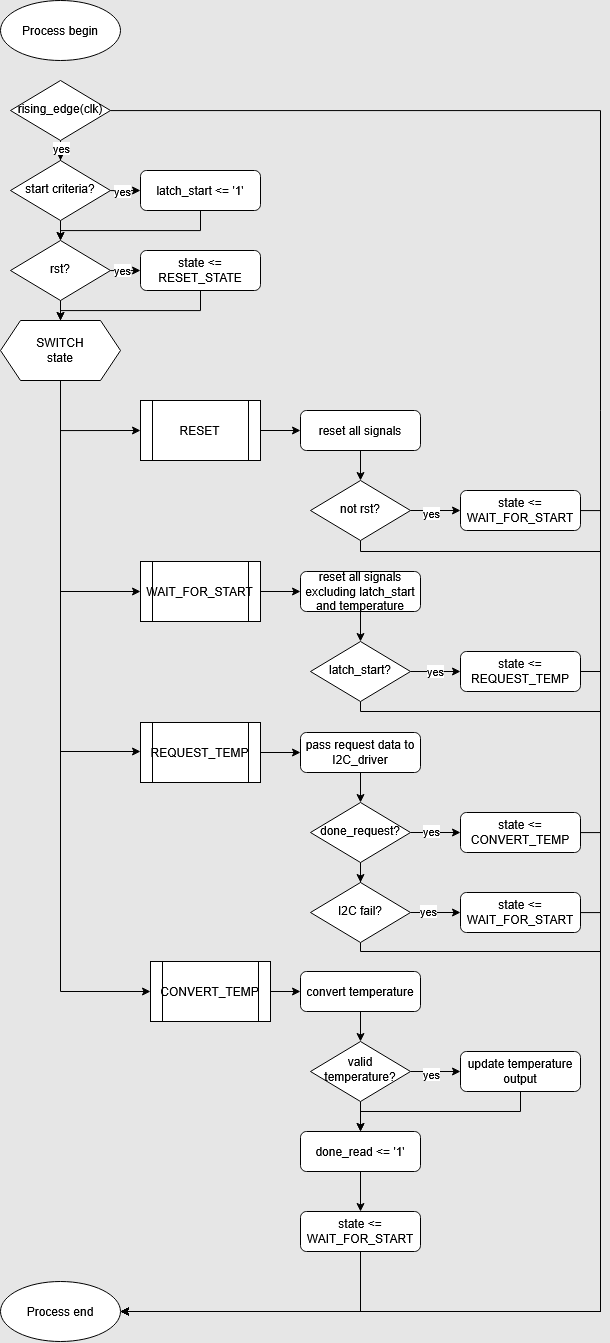 Process begin
rising_edge(clk)
yes
start criteria?
yes
latch_start <= '1'
rst?
yes
state <=
RESET_STATE
SWITCH
state
RESET
reset all signals
not rst?
yes
state <=
WAIT_FOR_START
WAIT_FOR_START
reset all signals
excluding latch_start
and temperature
latch_start?
yes
state <=
REQUEST_TEMP
REQUEST_TEMP
pass request data to
I2C_driver
done_request?
yes
state <=
CONVERT_TEMP
I2C fail?
yes
state <=
WAIT_FOR_START
CONVERT_TEMP
convert temperature
valid
temperature?
yes
update temperature
output
done_read <= '1'
state <=
WAIT_FOR_START
Process end